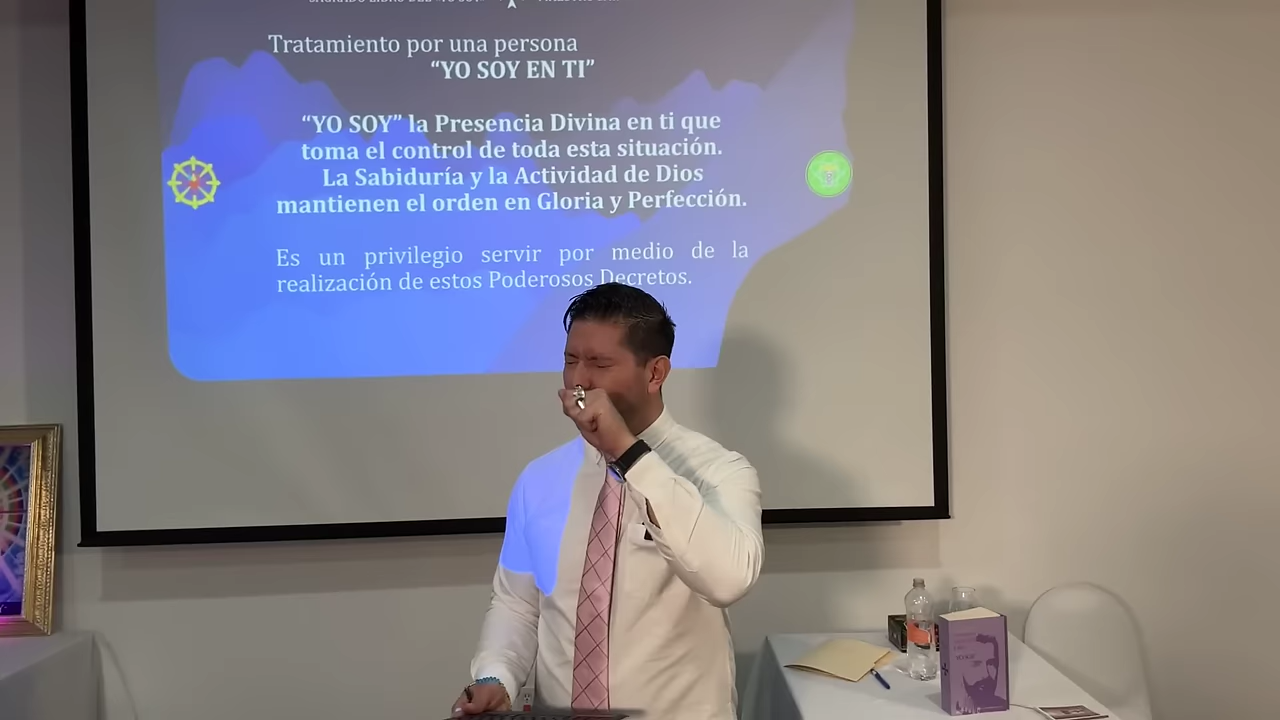 Tratamiento por una persona
“YO SOY EN TI”
“YO SOY” la Presencia Divina en ti que
toma el control de toda esta situación.
La Sabiduría y la Actividad de Dios
mantienen el orden en Gloria y Perfección.
Es un privilegio servir por medio de la
realización de estos Poderosos Decretos.